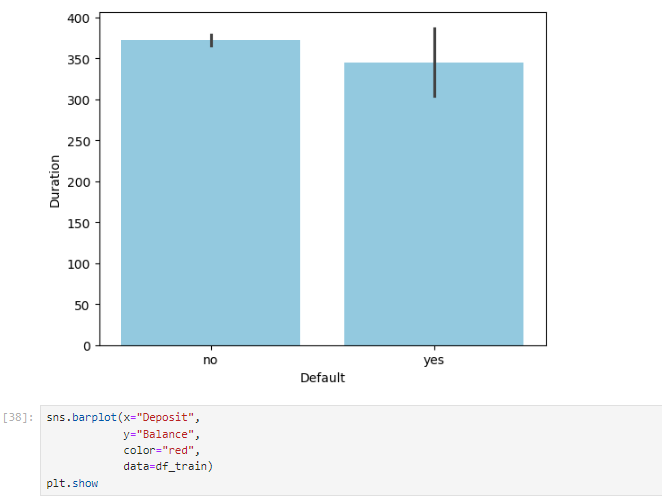 400
350
300
250
200
150
100
50
0
Duration
no yes
Default
[38]: sns.barplot(x="Deposit",
y="Balance",
color="red",
data=df_train)
plt.show